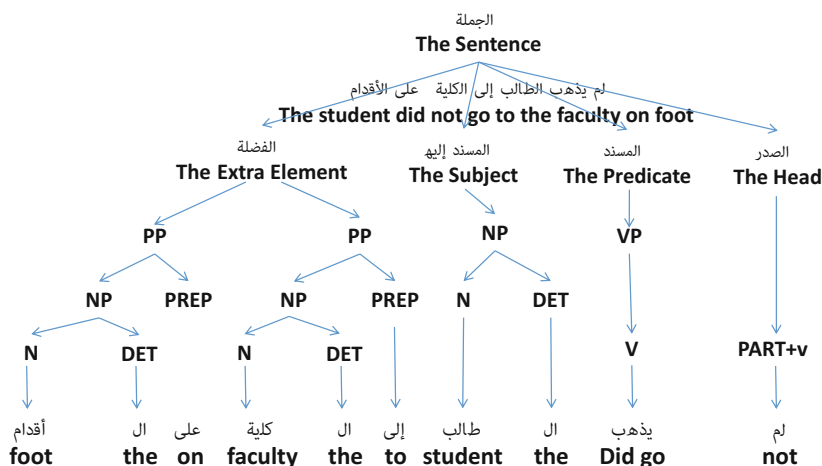 الجملة
The Sentence
لم يذهب الطالب إلى الكلية على الأقدام
The student did not go to the faculty on foot
الفضلة المسند إليه المسند الصدر
The Extra Element The Subject The Predicate The Head
PP PP NP VP
NP PREP NP PREP N DET
N DET N DET V PART+v
أقدام ال على كلية ال إلى طالب ال يذهب لم
foot the on faculty the to student the Did go not